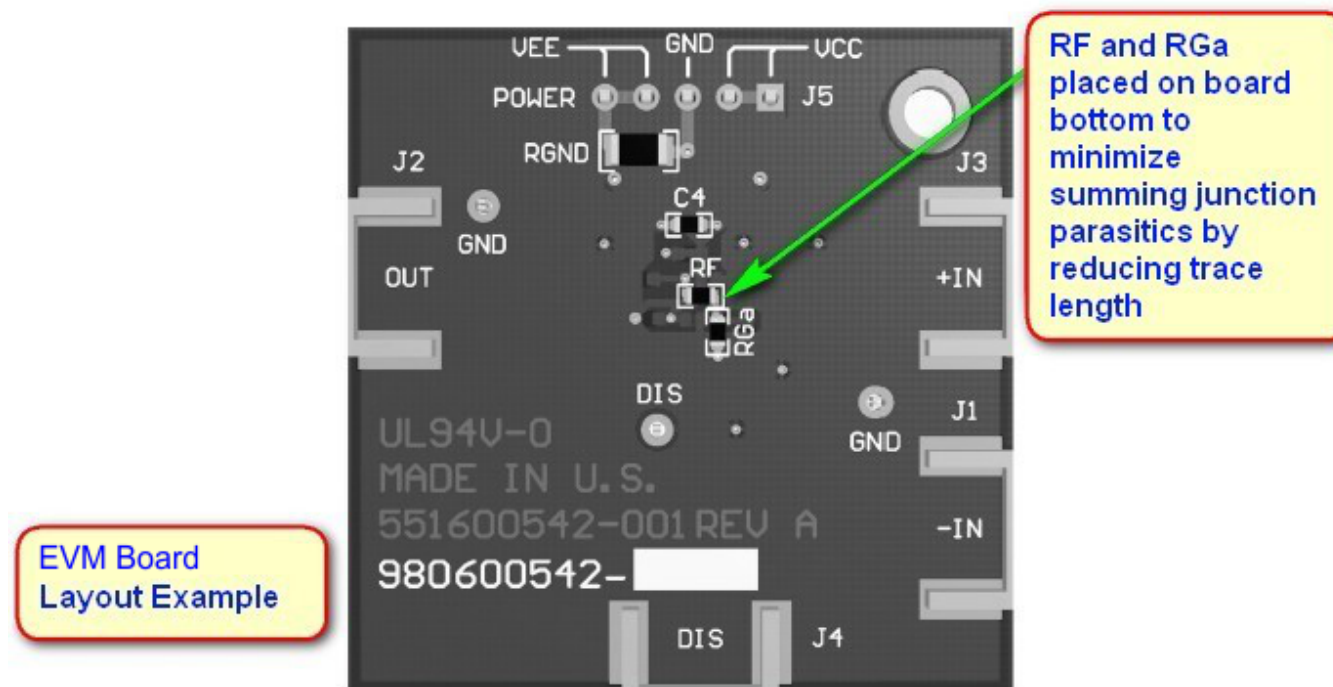 VEE GND VCC
POWER J5
RGND
J2
J3
C4
GND
RF
OUT
+IN
RGa
DIS
J1
GND
UL94V-0
MADE IN U.S.
551600542-001 REV A
-IN
980600542-
DIS
J4
RF and RGa
placed on board
bottom to
minimize
summing junction
parasitics by
reducing trace
length
EVM Board
Layout Example